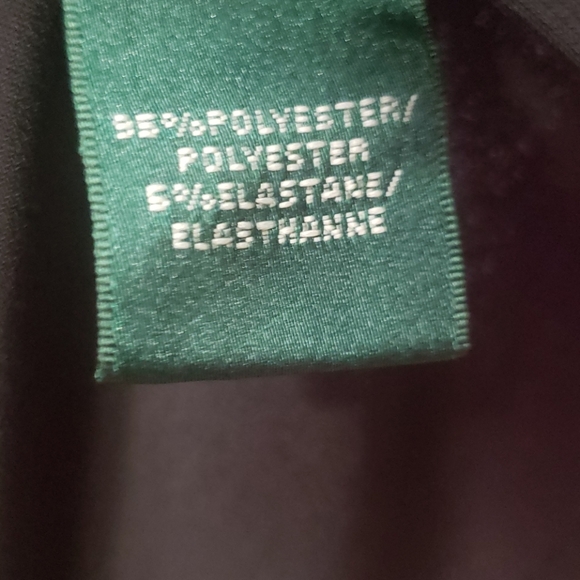 95%POLYESTER/
POLYESTER
5%ELASTANE/
ELASTHANNE